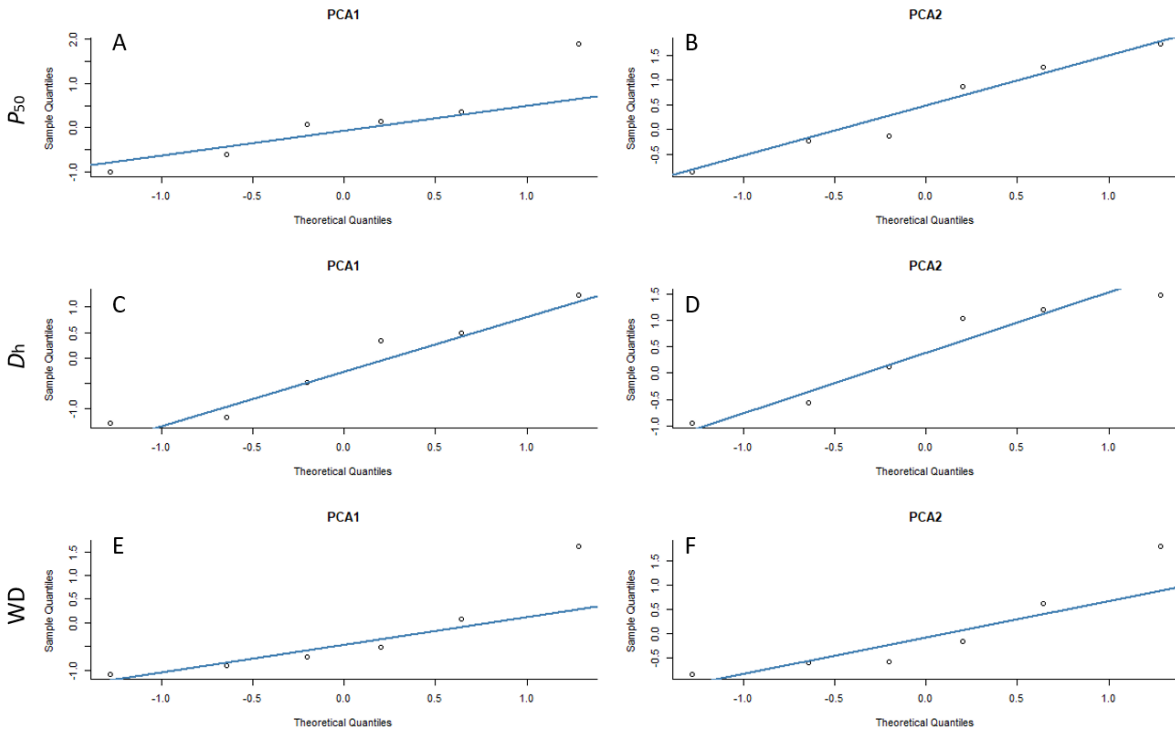 PCA1
PCA2
A
B
P50
Sample Quantiles
-1.0 0.0 1.0 2.0
Sample Quantiles
-0.5 0.5 1.5
-1.0 -0.5 0.0 0.5 1.0
-1.0 -0.5 0.0 0.5 1.0
Theoretical Quantiles
Theoretical Quantiles
PCA1
PCA2
C
D
Dh
Sample Quantiles
-1.0 0.0 1.0
Sample Quantiles
-1.0 -0.5 0.0 0.5 1.0 1.5
-1.0 -0.5 0.0 0.5 1.0
-1.0 -0.5 0.0 0.5 1.0
Theoretical Quantiles
Theoretical Quantiles
PCA1
PCA2
E
F
WD
Sample Quantiles
-1.0 0.0 0.5 1.0 1.5
Sample Quantiles
-0.5 0.0 0.5 1.0 1.5
-1.0 -0.5 0.0 0.5 1.0
-1.0 -0.5 0.0 0.5 1.0
Theoretical Quantiles
Theoretical Quantiles